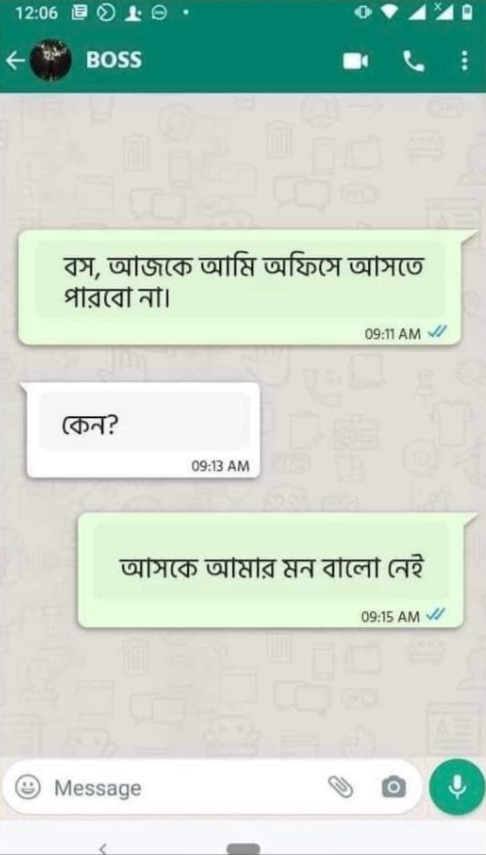 12:06
BOSS
বস, আজকে আমি অফিসে আসতে
পারবো না।
09:11 AM
কেন?
09:13 AM
আসকে আমার মন বালো নেই
09:15 AM
Message